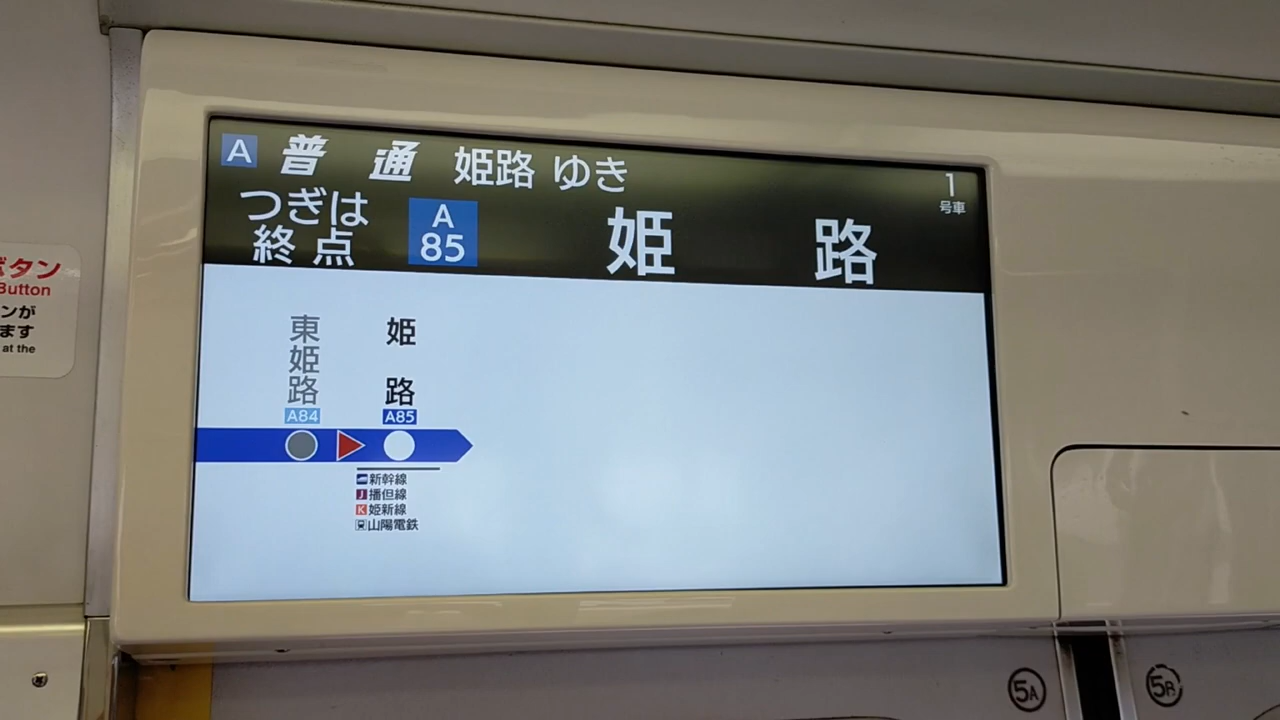 A 普通 姫路 ゆき
1
号車
つぎは
終点
A
85
姫路
東姫路
A84
姫路
A85
新幹線
J 播但線
K 姫新線
山陽電鉄
タン
Button
ンが
ます
at the
5A
5B